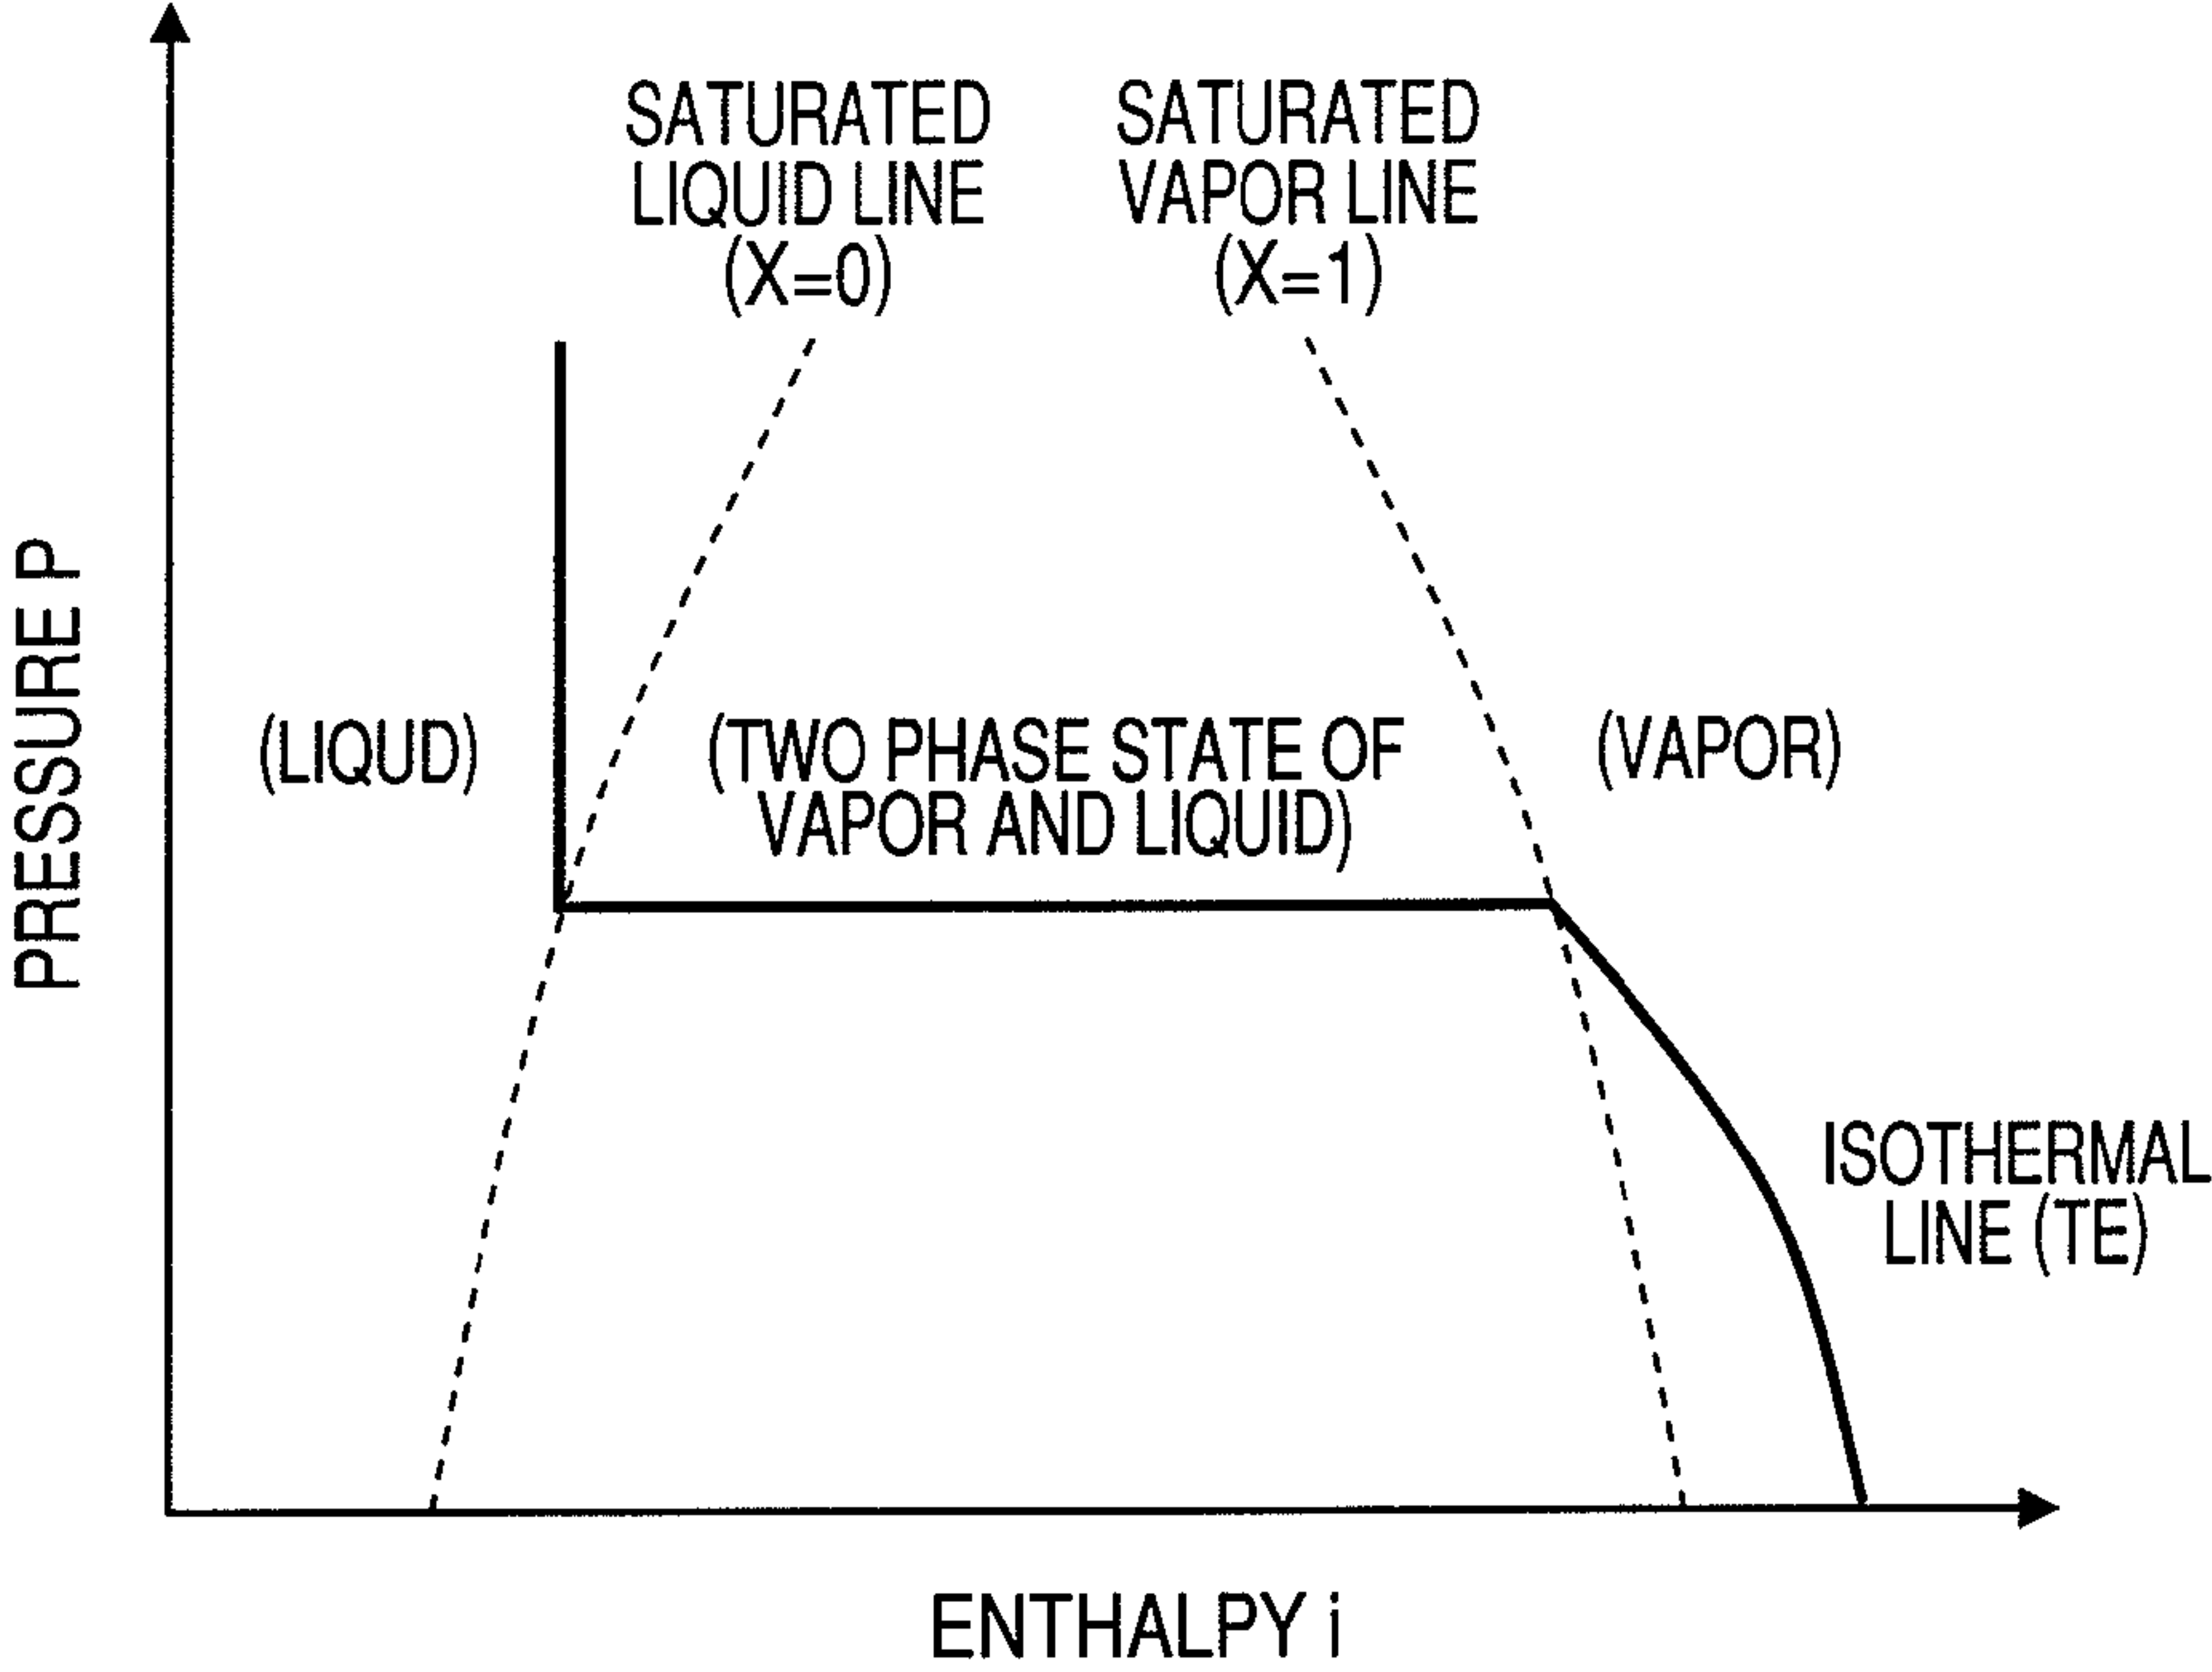 SATURATED
LIQUID LINE
(X=0)
SATURATED
VAPOR LINE
(X=1)
PRESSURE P
(LIQUD)
(TWO PHASE STATE OF
VAPOR AND LIQUID)
(VAPOR)
ISOTHERMAL
LINE (TE)
ENTHALPY i